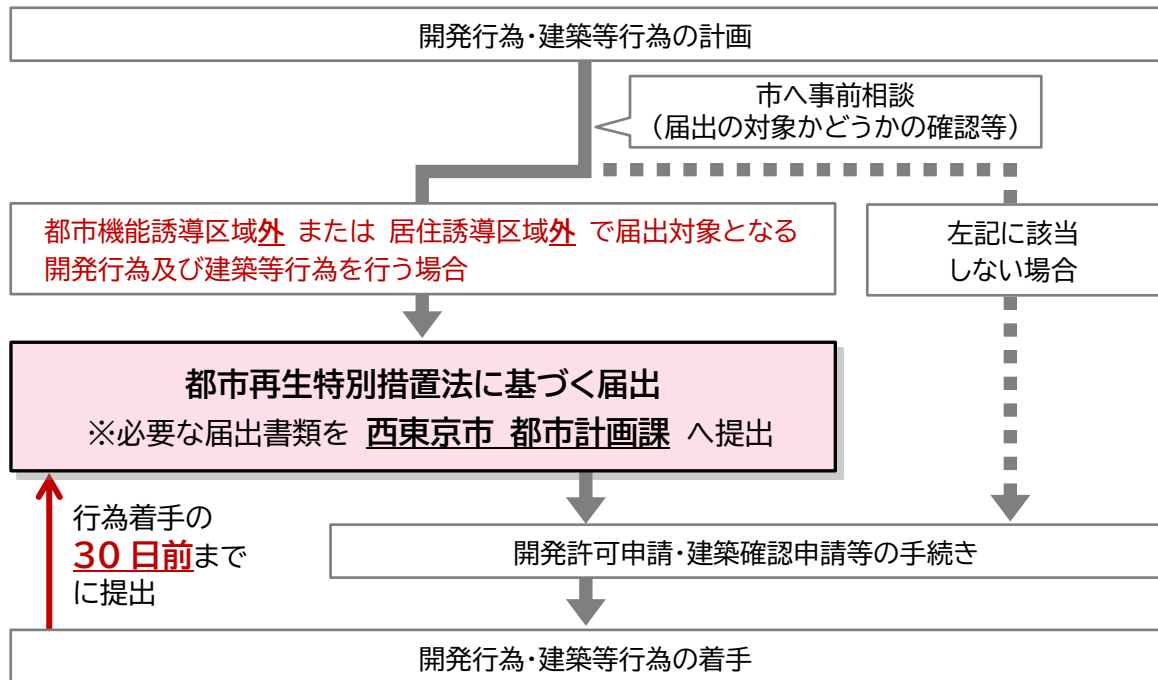 開発行為・建築等行為の計画
市へ事前相談
（届出の対象かどうかの確認等）
都市機能誘導区域外 または 居住誘導区域外 で届出対象となる
開発行為及び建築等行為を行う場合
左記に該当
しない場合
都市再生特別措置法に基づく届出
※必要な届出書類を 西東京市 都市計画課 へ提出
行為着手の
30 日前まで
に提出
開発許可申請・建築確認申請等の手続き
開発行為・建築等行為の着手